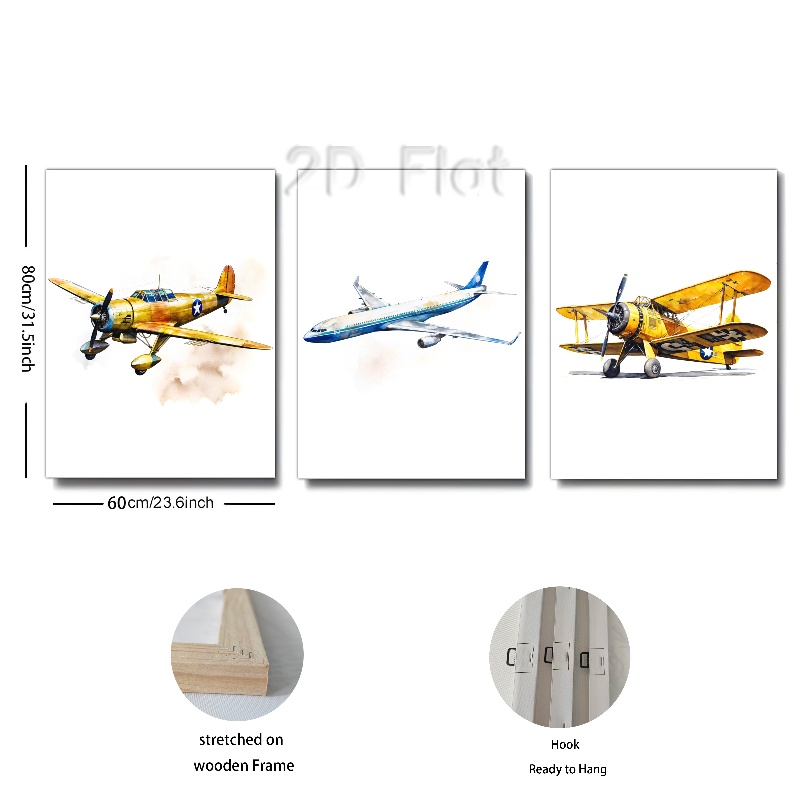 2D Flat
80cm/31.5inch
60cm/23.6inch
stretched on
wooden Frame
Hook
Ready to Hang